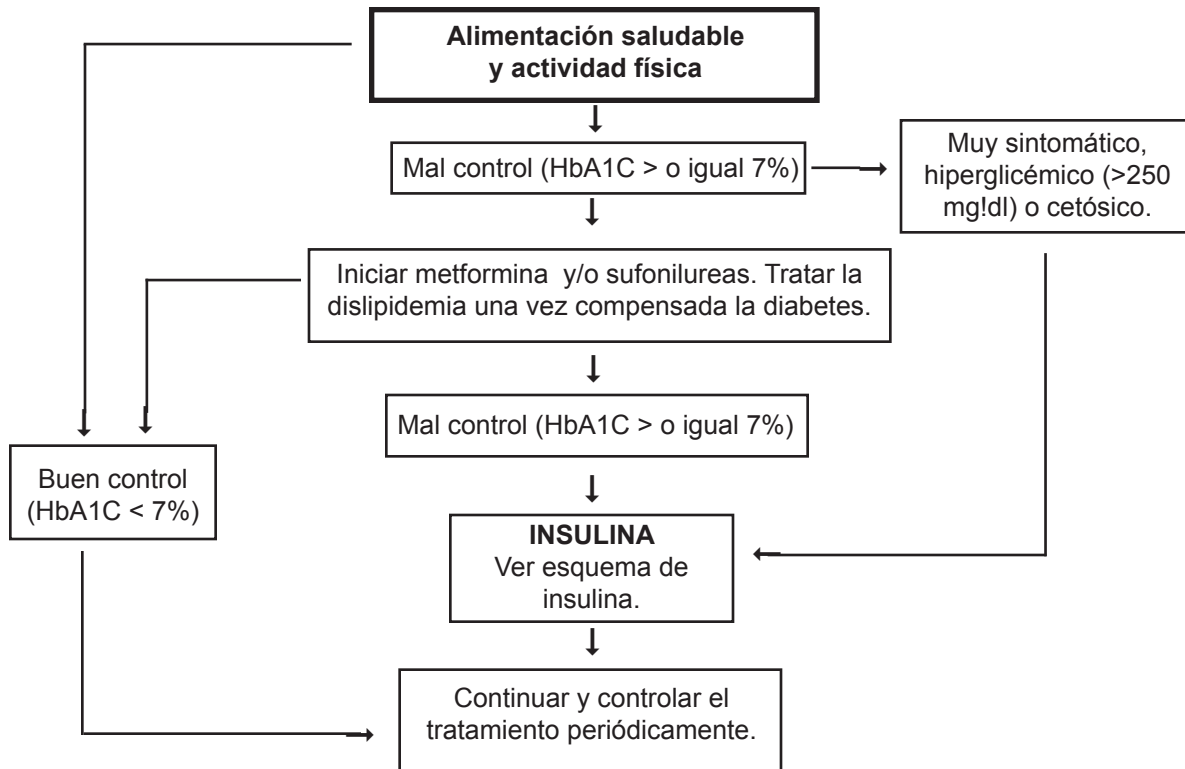 Alimentación saludable
y actividad física
Mal control (HbA1C > o igual 7%)
Muy sintomático,
hiperglicémico (>250
mg!dl) o cetósico.
Iniciar metformina  y/o sufonilureas. Tratar la
dislipidemia una vez compensada la diabetes.
Mal control (HbA1C > o igual 7%)
Buen control
(HbA1C < 7%)
INSULINA
Ver esquema de
insulina.
Continuar y controlar el
tratamiento periódicamente.